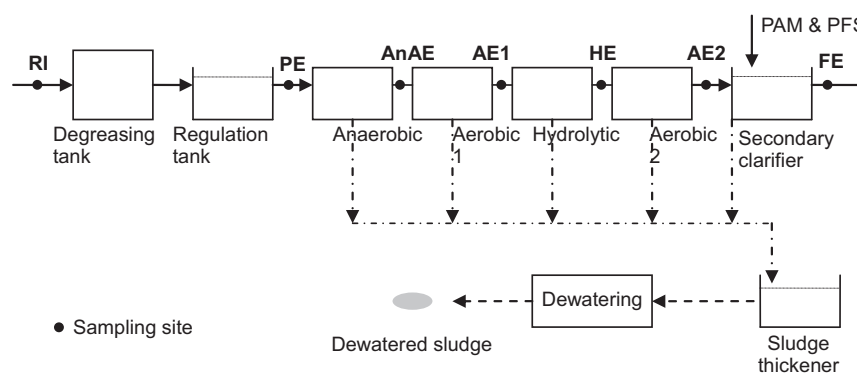 PAM & PFS
RI
PE
AnAE
AE1
HE
AE2
FE
Degreasing
tank
Regulation
tank
Anaerobic
Aerobic
1
Hydrolytic
Aerobic
2
Secondary
clarifier
Dewatering
Sampling site
Dewatered sludge
Sludge
thickener